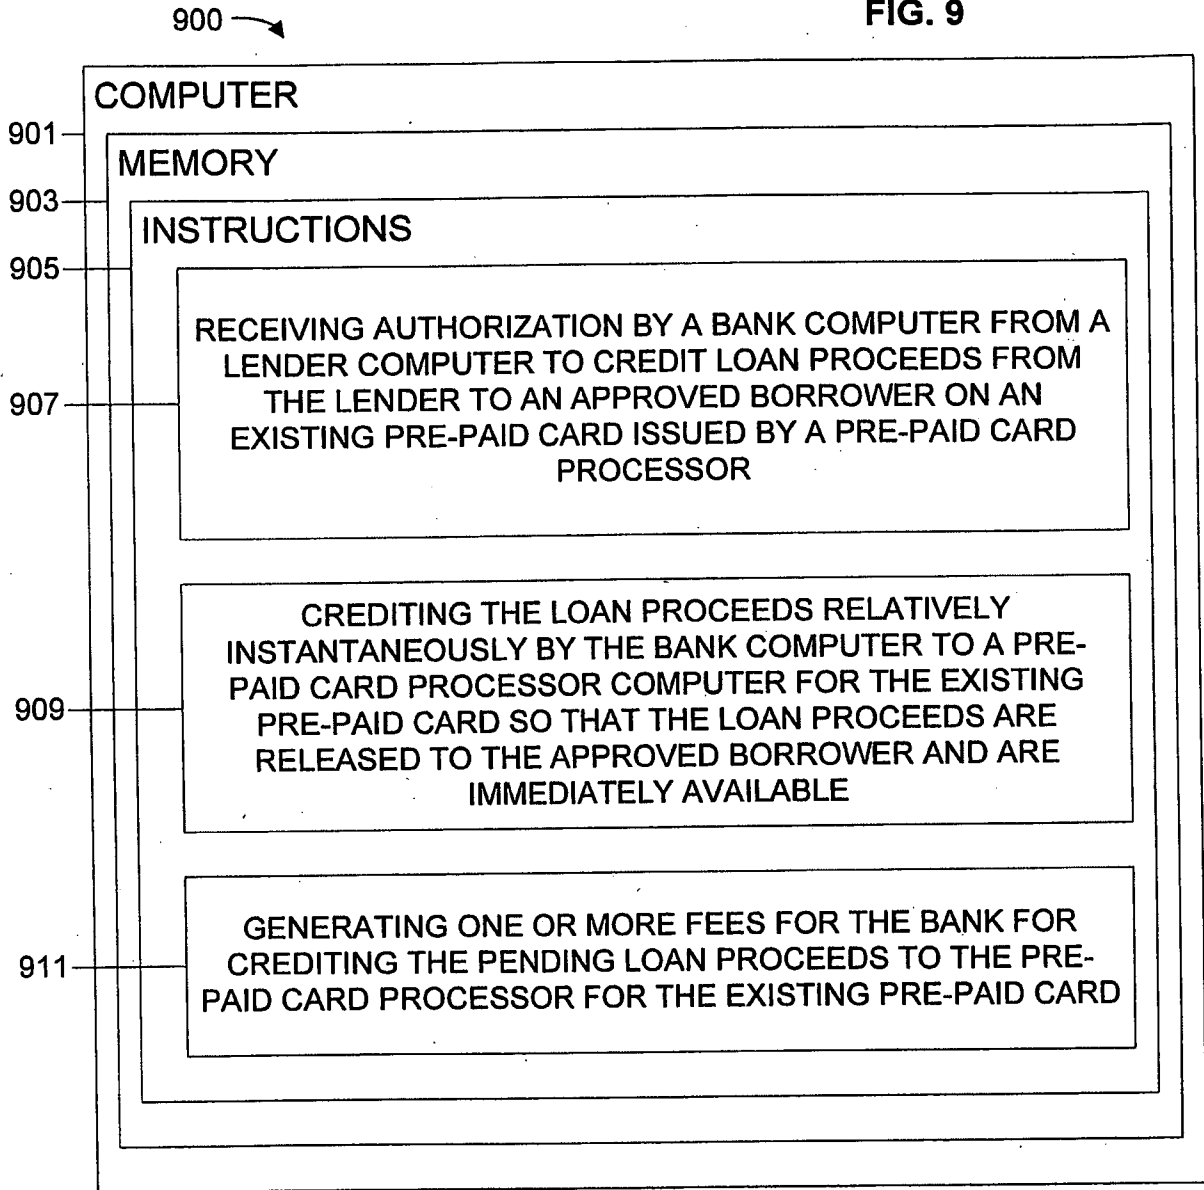 900
FIG. 9
COMPUTER
901
MEMORY
903
INSTRUCTIONS
905
RECEIVING AUTHORIZATION BY A BANK COMPUTER FROM A
LENDER COMPUTER TO CREDIT LOAN PROCEEDS FROM
THE LENDER TO AN APPROVED BORROWER ON AN
EXISTING PRE-PAID CARD ISSUED BY A PRE-PAID CARD
PROCESSOR
907
CREDITING THE LOAN PROCEEDS RELATIVELY
INSTANTANEOUSLY BY THE BANK COMPUTER TO A PRE-
PAID CARD PROCESSOR COMPUTER FOR THE EXISTING
PRE-PAID CARD SO THAT THE LOAN PROCEEDS ARE
RELEASED TO THE APPROVED BORROWER AND ARE
IMMEDIATELY AVAILABLE
909
GENERATING ONE OR MORE FEES FOR THE BANK FOR
CREDITING THE PENDING LOAN PROCEEDS TO THE PRE-
PAID CARD PROCESSOR FOR THE EXISTING PRE-PAID CARD
911